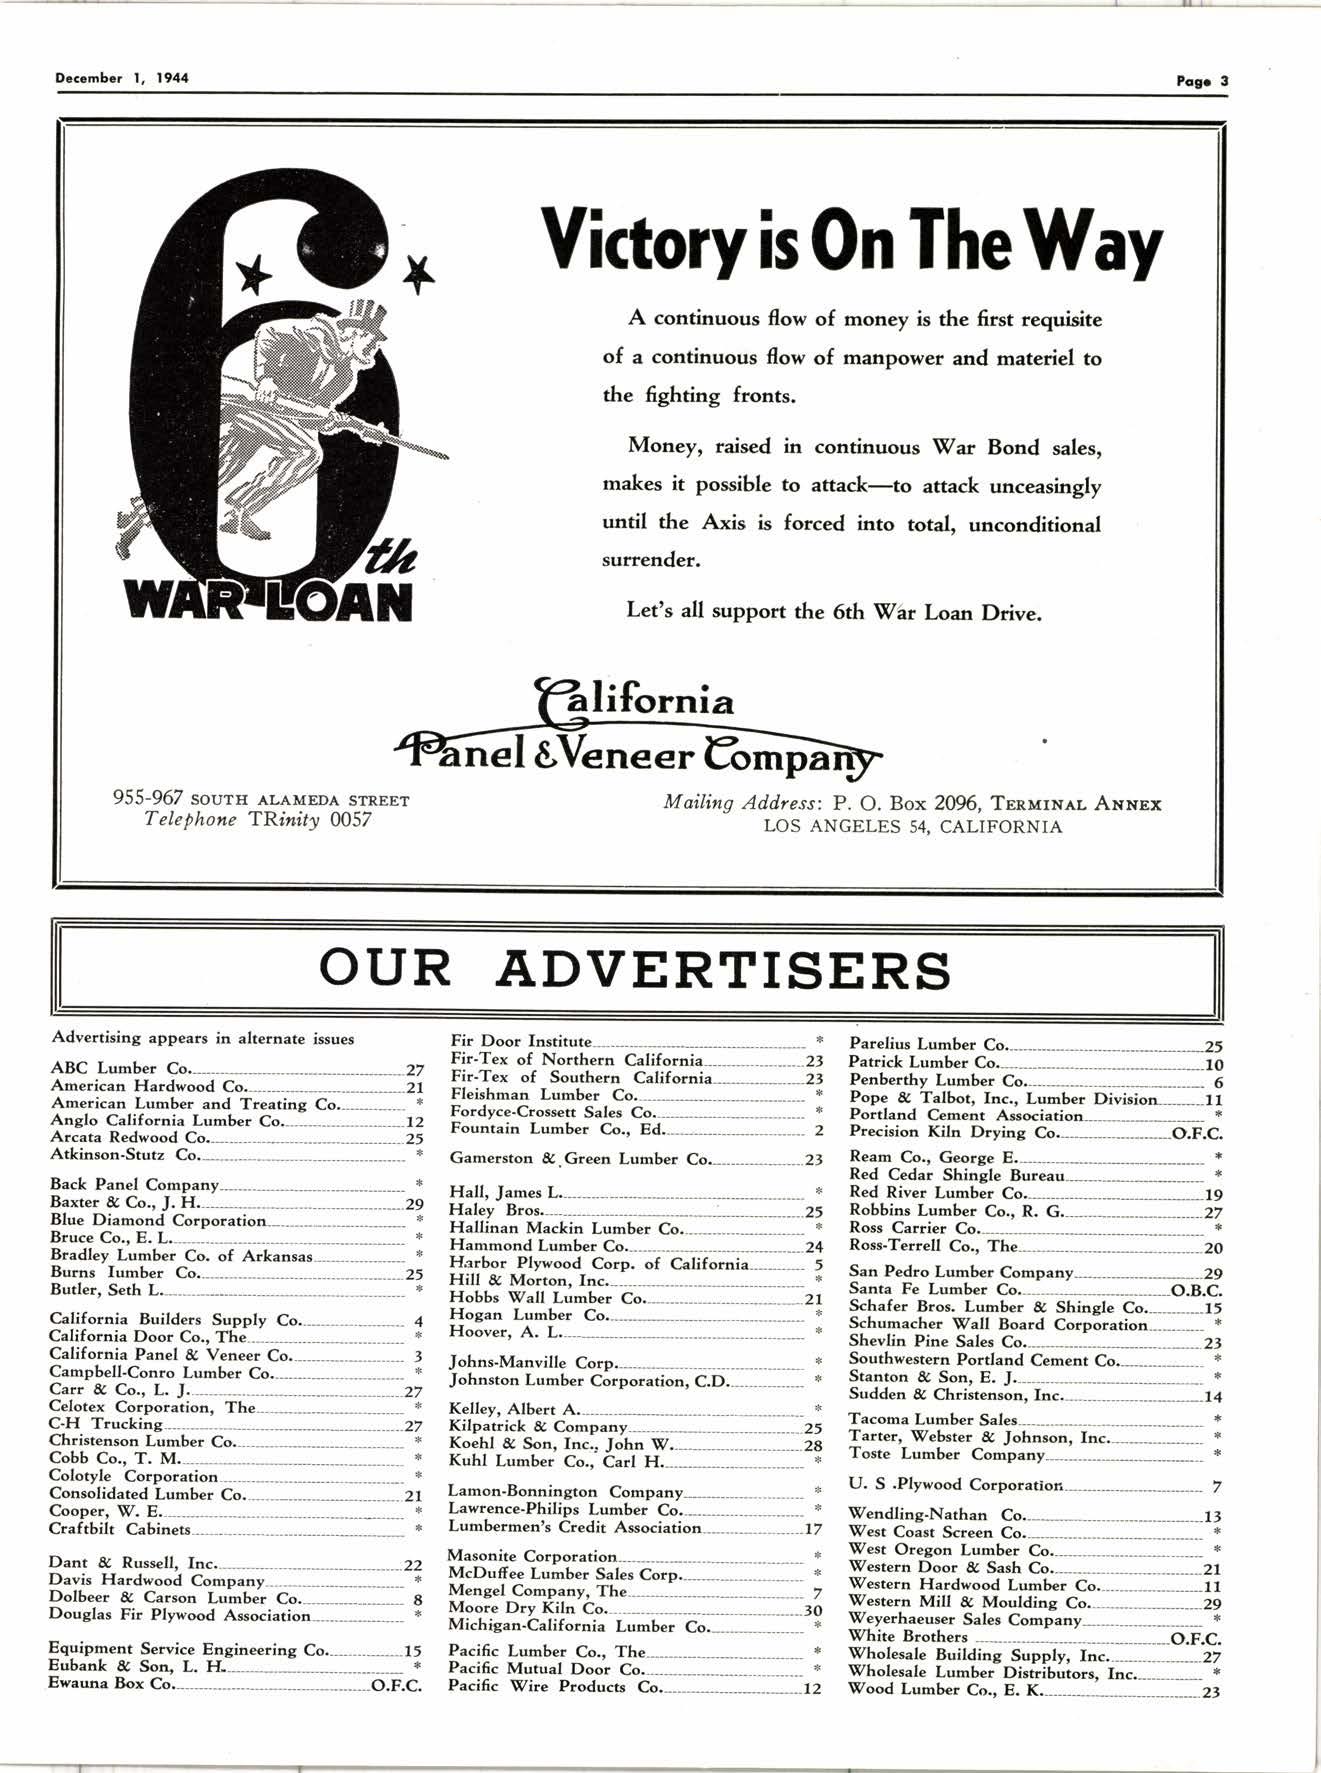 December 1, 1944
Page 3
6th
WAR LOAN
Victory is On The Way
A continuous flow of money is the first requisite
of a continuous flow of manpower and materiel to
the fighting fronts.
Money, raised in continuous War Bond sales,
makes it possible to attack—to attack unceasingly
until the Axis is forced into total, unconditional
surrender.
Let's all support the 6th War Loan Drive.
California
Panel & Veneer Company
955-967 SOUTH ALAMEDA STREET
Telephone TRinity 0057
Mailing Address: P. O. Box 2096, TERMINAL ANNEX
LOS ANGELES 54, CALIFORNIA
OUR ADVERTISERS
Advertising appears in alternate issues
ABC Lumber Co. 27
American Hardwood Co. 21
American Lumber and Treating Co. *
Anglo California Lumber Co. 12
Arcata Redwood Co. 25
Atkinson-Stutz Co. *
Back Panel Company *
Baxter & Co., J. H. 29
Blue Diamond Corporation *
Bruce Co., E. L. *
Bradley Lumber Co. of Arkansas *
Burns Iumber Co. 25
Butler, Seth L. *
California Builders Supply Co. 4
California Door Co., The *
California Panel & Veneer Co. 3
Campbell-Conro Lumber Co. *
Carr & Co., L. J. 27
Celotex Corporation, The *
C-H Trucking 27
Christenson Lumber Co. *
Cobb Co., T. M. *
Colotyle Corporation *
Consolidated Lumber Co. 21
Cooper, W. E. *
Craftbilt Cabinets *
Dant & Russell, Inc. 22
Davis Hardwood Company *
Dolbeer & Carson Lumber Co. 8
Douglas Fir Plywood Association *
Equipment Service Engineering Co. 15
Eubank & Son, L. H. *
Ewauna Box Co. O.F.C.
Fir Door Institute *
Fir-Tex of Northern California 23
Fir-Tex of Southern California 23
Fleishman Lumber Co. *
Fordyce-Crossett Sales Co. *
Fountain Lumber Co., Ed. 2
Gamerston & Green Lumber Co. 23
Hall, James L. *
Haley Bros. 25
Hallinan Mackin Lumber Co. *
Hammond Lumber Co. 24
Harbor Plywood Corp. of California 5
Hill & Morton, Inc. *
Hobbs Wall Lumber Co. 21
Hogan Lumber Co. *
Hoover, A. L. *
Johns-Manville Corp. *
Johnston Lumber Corporation, C.D. *
Kelley, Albert A. *
Kilpatrick & Company 25
Koehl & Son, Inc., John W. 28
Kuhl Lumber Co., Carl H. *
Lamon-Bonnington Company *
Lawrence-Philips Lumber Co. *
Lumbermen's Credit Association 17
Masonite Corporation *
McDuffee Lumber Sales Corp. *
Mengel Company, The 7
Moore Dry Kiln Co. 30
Michigan-California Lumber Co. *
Pacific Lumber Co., The *
Pacific Mutual Door Co. *
Pacific Wire Products Co. 12
Parelius Lumber Co. 25
Patrick Lumber Co. 10
Penberthy Lumber Co. 6
Pope & Talbot, Inc., Lumber Division 11
Portland Cement Association *
Precision Kiln Drying Co. O.F.C.
Ream Co., George E. *
Red Cedar Shingle Bureau *
Red River Lumber Co. 19
Robbins Lumber Co., R. G. 27
Ross Carrier Co. *
Ross-Terrell Co., The 20
San Pedro Lumber Company 29
Santa Fe Lumber Co. O.B.C.
Schafer Bros. Lumber & Shingle Co. 15
Schumacher Wall Board Corporation *
Shevlin Pine Sales Co. 23
Southwestern Portland Cement Co. *
Stanton & Son, E. J. *
Sudden & Christenson, Inc. 14
Tacoma Lumber Sales *
Tarter, Webster & Johnson, Inc. *
Toste Lumber Company *
U. S .Plywood Corporation 7
Wendling-Nathan Co. 13
West Coast Screen Co. *
West Oregon Lumber Co. *
Western Door & Sash Co. 21
Western Hardwood Lumber Co. 11
Western Mill & Moulding Co. 29
Weyerhaeuser Sales Company *
White Brothers O.F.C.
Wholesale Building Supply, Inc. 27
Wholesale Lumber Distributors, Inc. *
Wood Lumber Co., E. K. 23